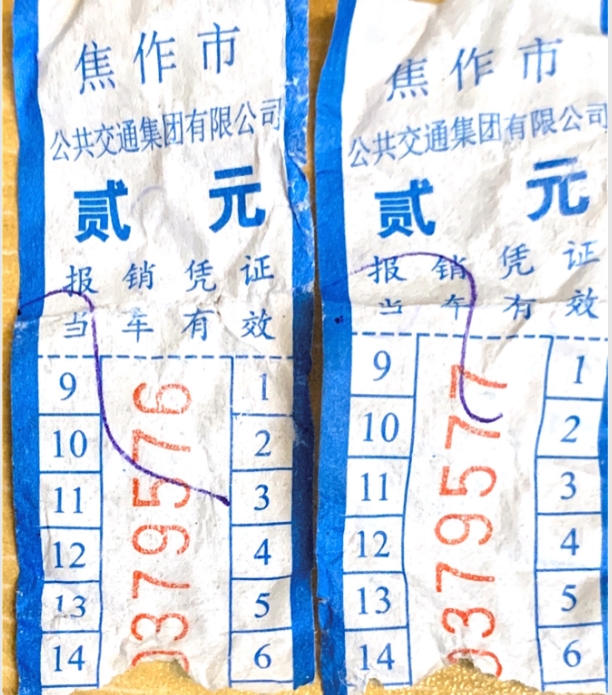 焦作市
公共交通集团有限公司
贰 元
报销凭证
当车有效
9 1
10 2
11 3
12 4
13 5
14 6
0379576
焦作市
公共交通集团有限公司
贰 元
报销凭证
当车有效
9 1
10 2
11 3
12 4
13 5
14 6
0379577